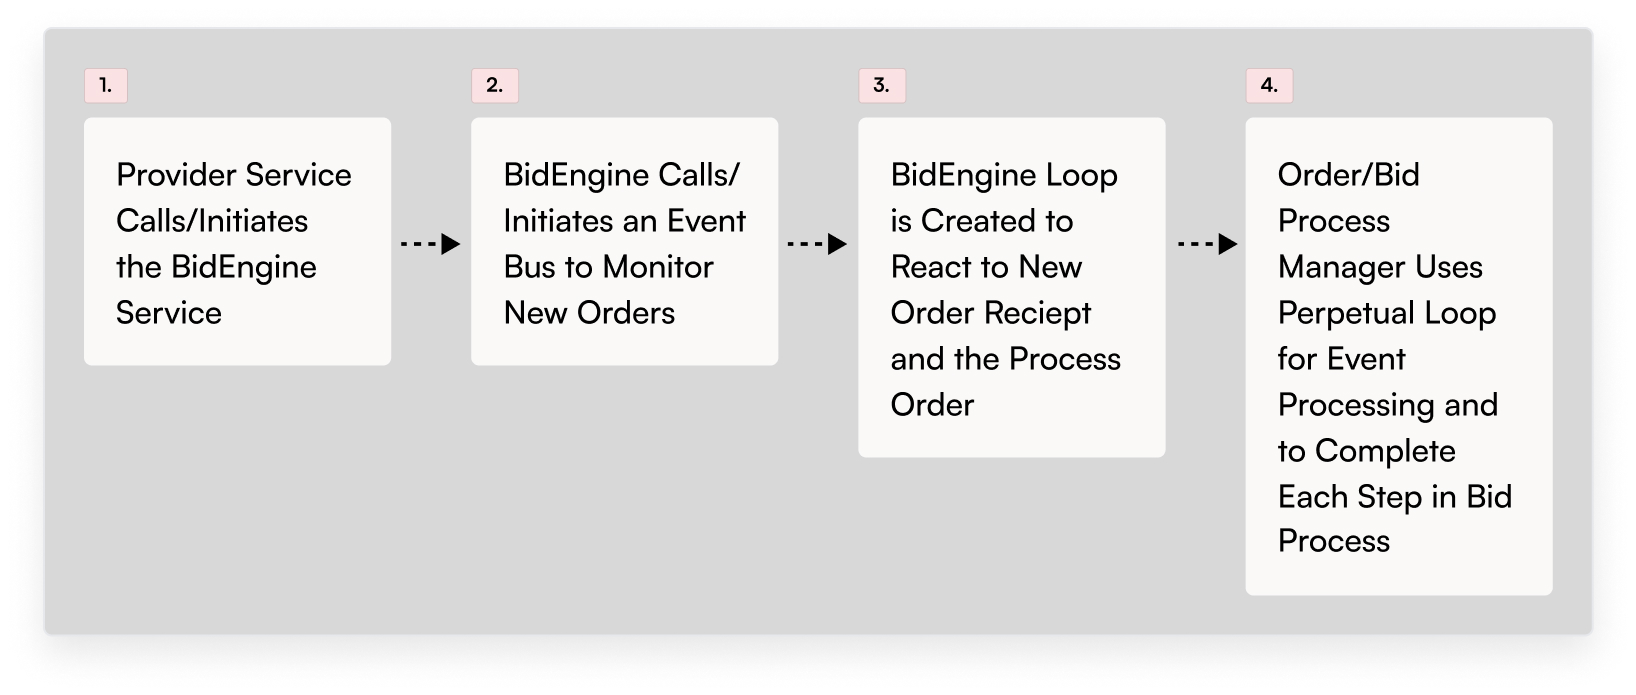 1.
Provider Service
Calls/Initiates
the BidEngine
Service
2.
BidEngine Calls/
Initiates an Event
Bus to Monitor
New Orders
3.
BidEngine Loop
is Created to
React to New
Order Reciept
and the Process
Order
4.
Order/Bid
Process
Manager Uses
Perpetual Loop
for Event
Processing and
to Complete
Each Step in Bid
Process